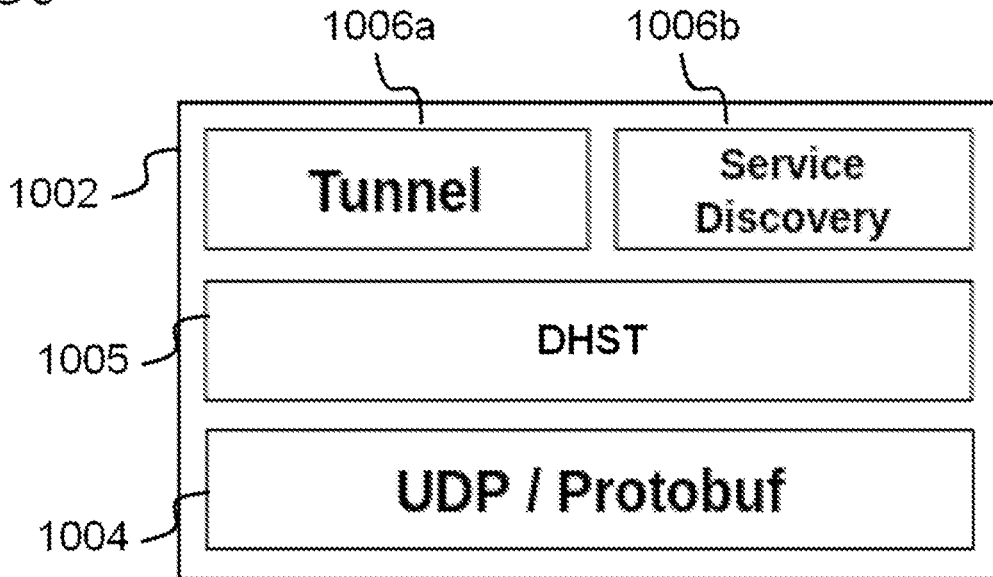 1006a
1006b
1002
Tunnel
Service
Discovery
1005
DHST
1004
UDP / Protobuf